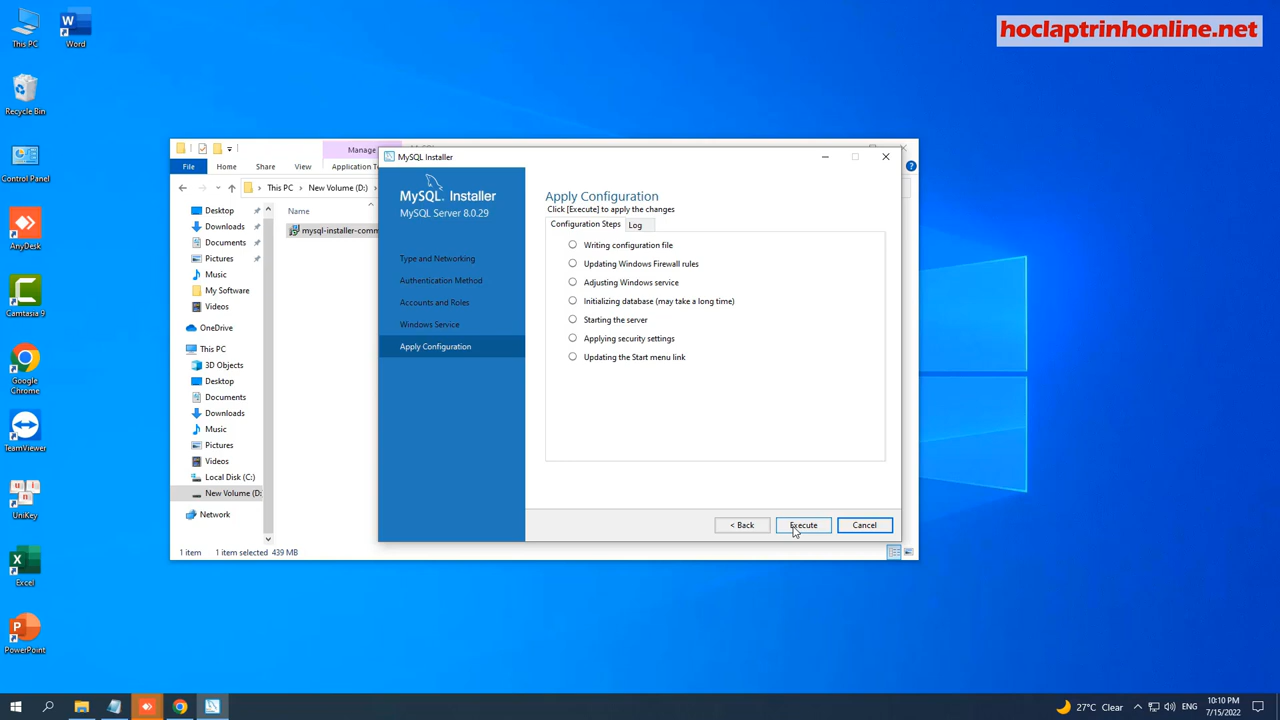 hoclaptrinhonline.net
This PC
Word
Recycle Bin
Control Panel
AnyDesk
Camtasia 9
Google
Chrome
TeamViewer
UniKey
Excel
PowerPoint
Manage
File
Home
Share
View
This PC
New Volume (D:)
Name
mysql-installer-comm
Desktop
Downloads
Documents
Pictures
Music
My Software
Videos
OneDrive
This PC
3D Objects
Desktop
Documents
Downloads
Music
Pictures
Videos
Local Disk (C:)
New Volume (D:
Network
1 item
1 item selected 439 MB
MySQL Installer
MySQL. Installer
MySQL Server 8.0.29
Type and Networking
Authentication Method
Accounts and Roles
Windows Service
Apply Configuration
Apply Configuration
Click [Execute] to apply the changes
Configuration Steps
Log
Writing configuration file
Updating Windows Firewall rules
Adjusting Windows service
Initializing database (may take a long time)
Starting the server
Applying security settings
Updating the Start menu link
< Back
Execute
Cancel
27°C Clear
ENG
10:10 PM
7/15/2022